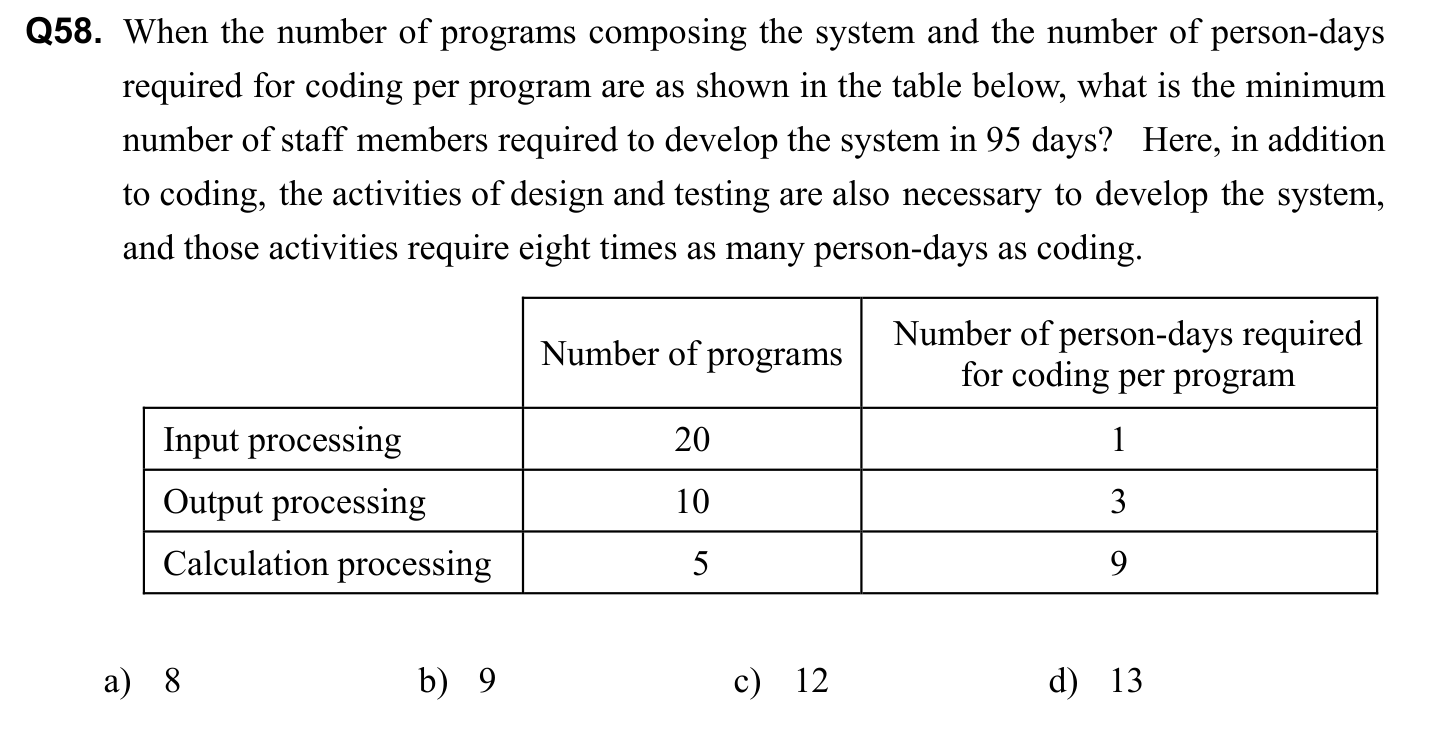 Q58. When the number of programs composing the system and the number of person-days
required for coding per program are as shown in the table below, what is the minimum
number of staff members required to develop the system in 95 days? Here, in addition
to coding, the activities of design and testing are also necessary to develop the system,
and those activities require eight times as many person-days as coding.
Number of programs
Number of person-days required
for coding per program
Input processing 20 1
Output processing 10 3
Calculation processing 5 9
a) 8 b) 9 c) 12 d) 13